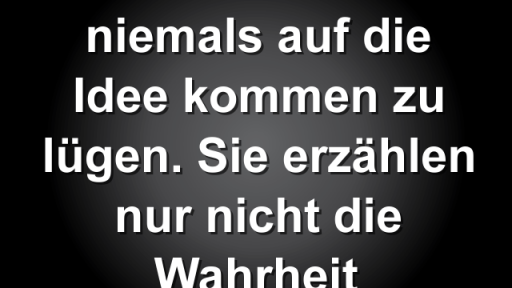 niemals auf die
Idee kommen zu
lügen. Sie erzählen
nur nicht die
Wahrheit